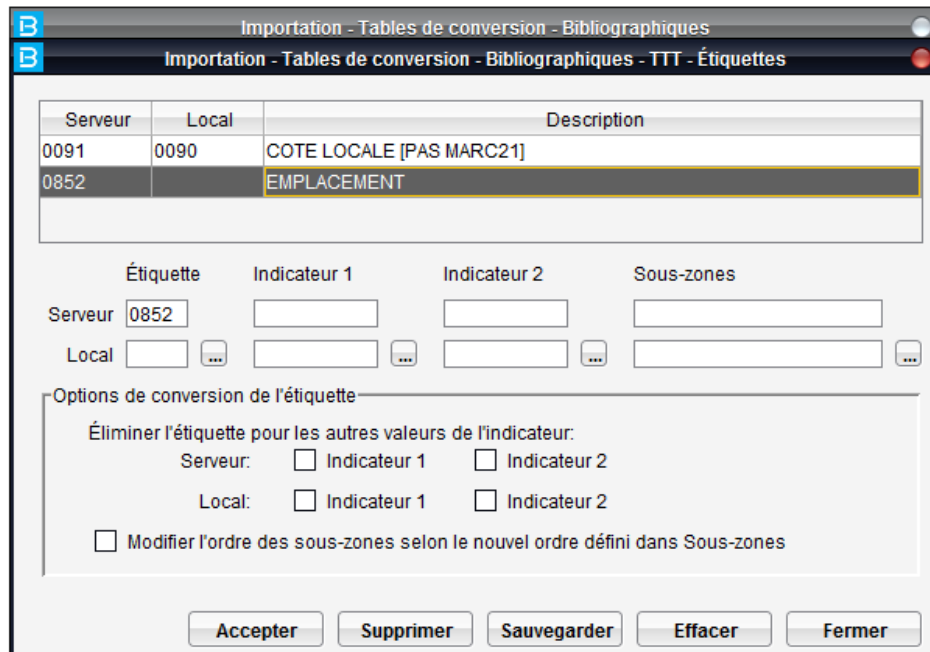 Importation - Tables de conversion - Bibliographiques
Importation - Tables de conversion - Bibliographiques - TTT - Étiquettes
Serveur Local Description
0091 0090 COTE LOCALE [PAS MARC21]
0852 EMPLACEMENT
Étiquette Indicateur 1 Indicateur 2 Sous-zones
Serveur 0852
Local ... ... ... ...
Options de conversion de l'étiquette
Éliminer l'étiquette pour les autres valeurs de l'indicateur:
Serveur: Indicateur 1 Indicateur 2
Local: Indicateur 1 Indicateur 2
Modifier l'ordre des sous-zones selon le nouvel ordre défini dans Sous-zones
Accepter Supprimer Sauvegarder Effacer Fermer